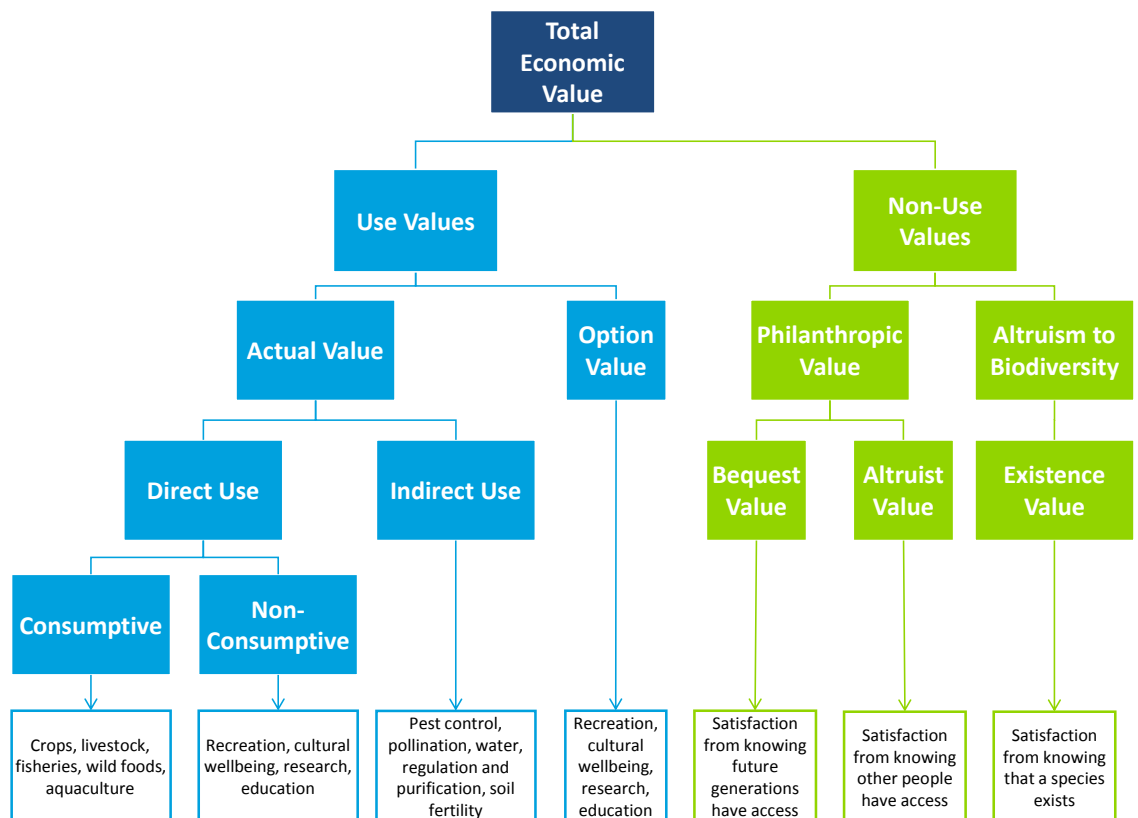 Total
Economic
Value
Use Values
Non-Use
Values
Actual Value
Option
Value
Philanthropic
Value
Altruism to
Biodiversity
Direct Use
Indirect Use
Bequest
Value
Altruist
Value
Existence
Value
Consumptive
Non-
Consumptive
Crops, livestock,
fisheries, wild foods,
aquaculture
Recreation, cultural
wellbeing, research,
education
Pest control,
pollination, water,
regulation and
purification, soil
fertility
Recreation,
cultural
wellbeing,
research,
education
Satisfaction
from knowing
future
generations
have access
Satisfaction
from knowing
other people
have access
Satisfaction
from knowing
that a species
exists